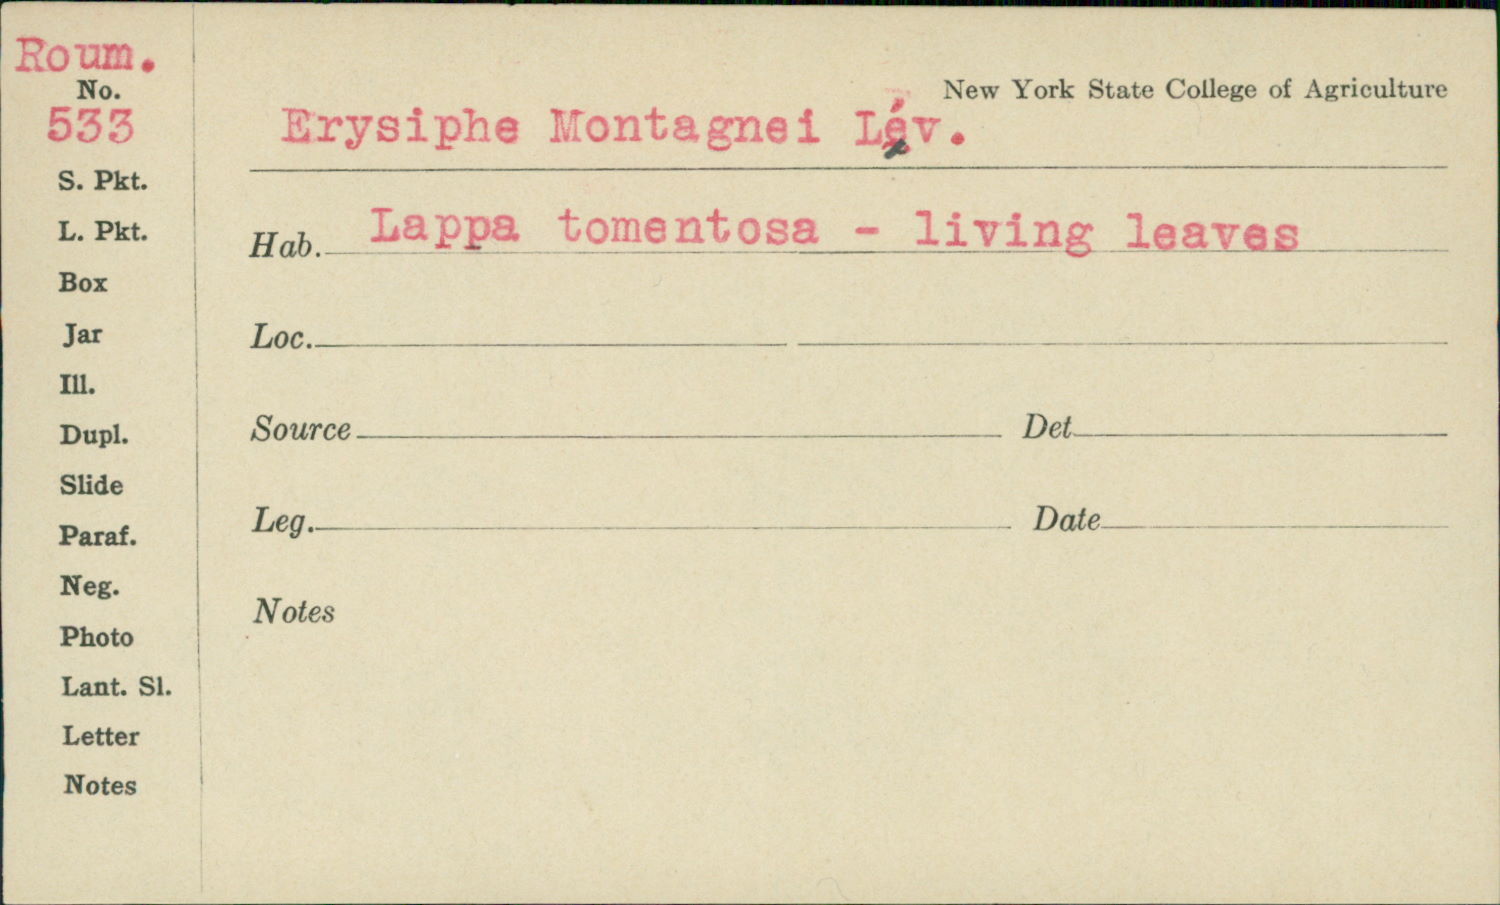 Roum.
No.
533
S. Pkt.
L. Pkt.
Box
Jar
Ill.
Dupl.
Slide
Paraf.
Neg.
Photo
Lant. Sl.
Letter
Notes
New York State College of Agriculture
Erysiphe Montagnei Lév.
Hab. Lappa tomentosa - living leaves
Loc.
Source Det
Leg. Date
Notes